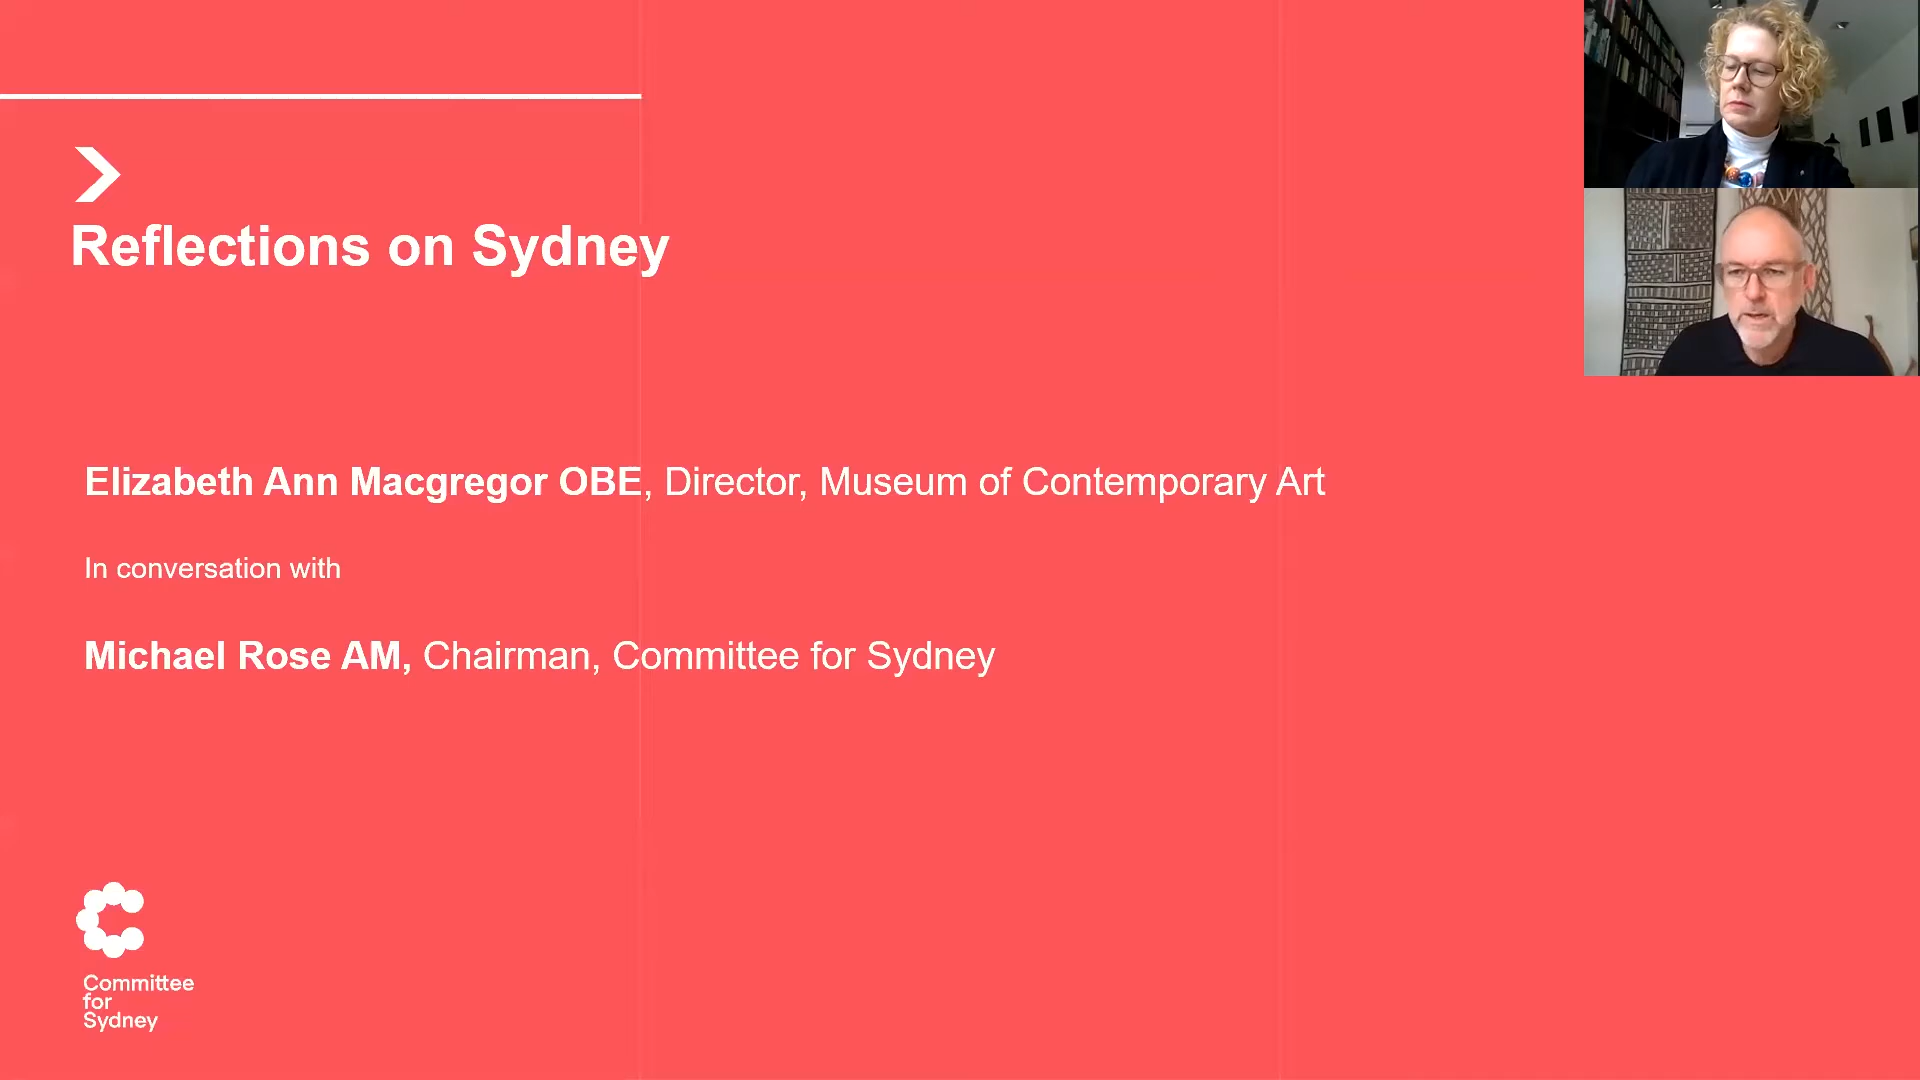 Reflections on Sydney
Elizabeth Ann Macgregor OBE, Director, Museum of Contemporary Art
In conversation with
Michael Rose AM, Chairman, Committee for Sydney
Committee
for
Sydney